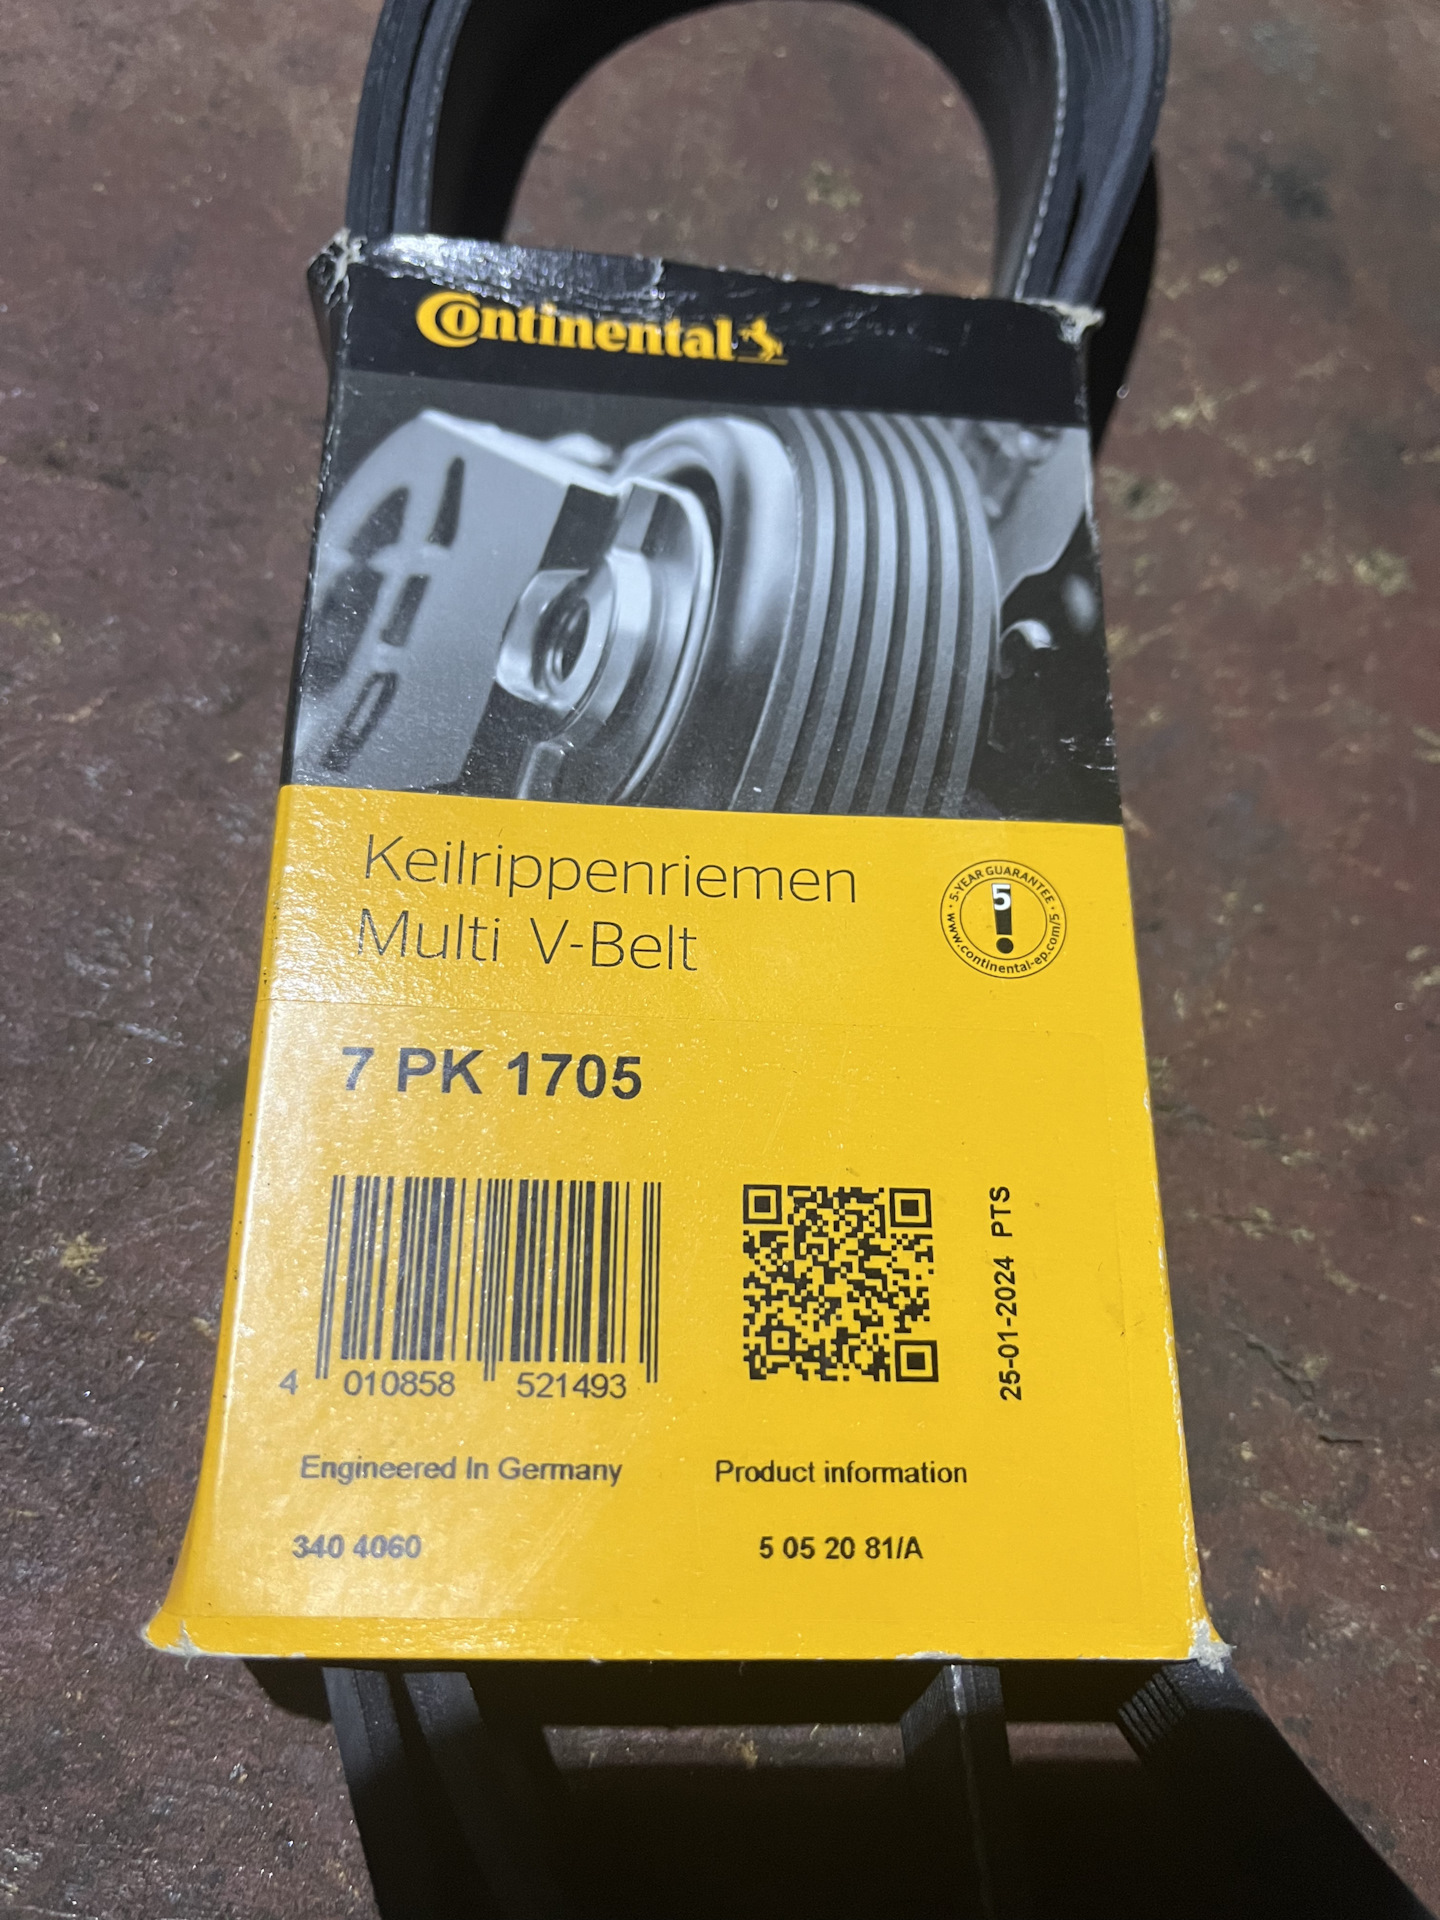 Continental
Keilrippenriemen
Multi V-Belt
5-YEAR GUARANTEE
5
www.continental-ep.com/5
7 PK 1705
4 010858 521493
25-01-2024 PTS
Engineered In Germany
Product information
340 4060
5 05 20 81/A